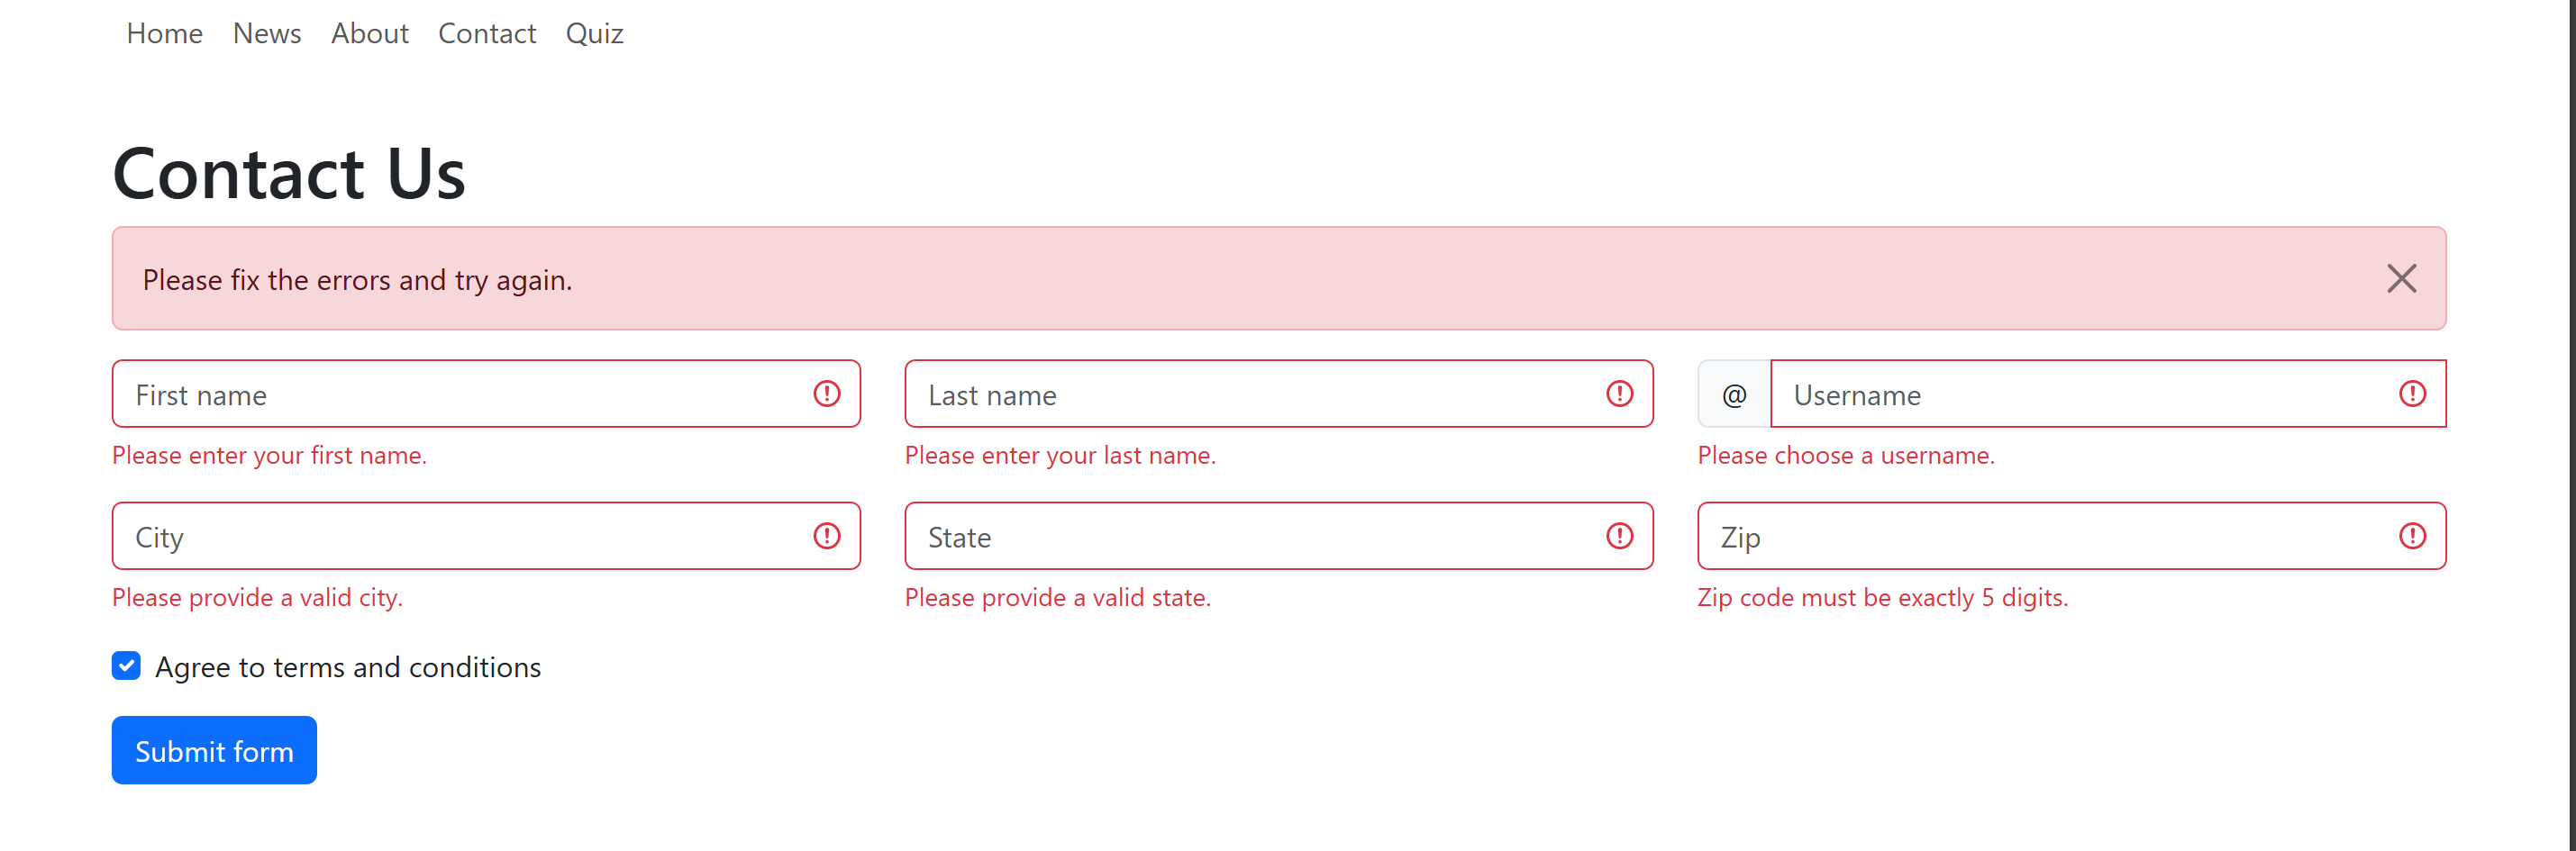 Home News About Contact Quiz
Contact Us
Please fix the errors and try again.
First name Last name @ Username
Please enter your first name. Please enter your last name. Please choose a username.
City State Zip
Please provide a valid city. Please provide a valid state. Zip code must be exactly 5 digits.
Agree to terms and conditions
Submit form